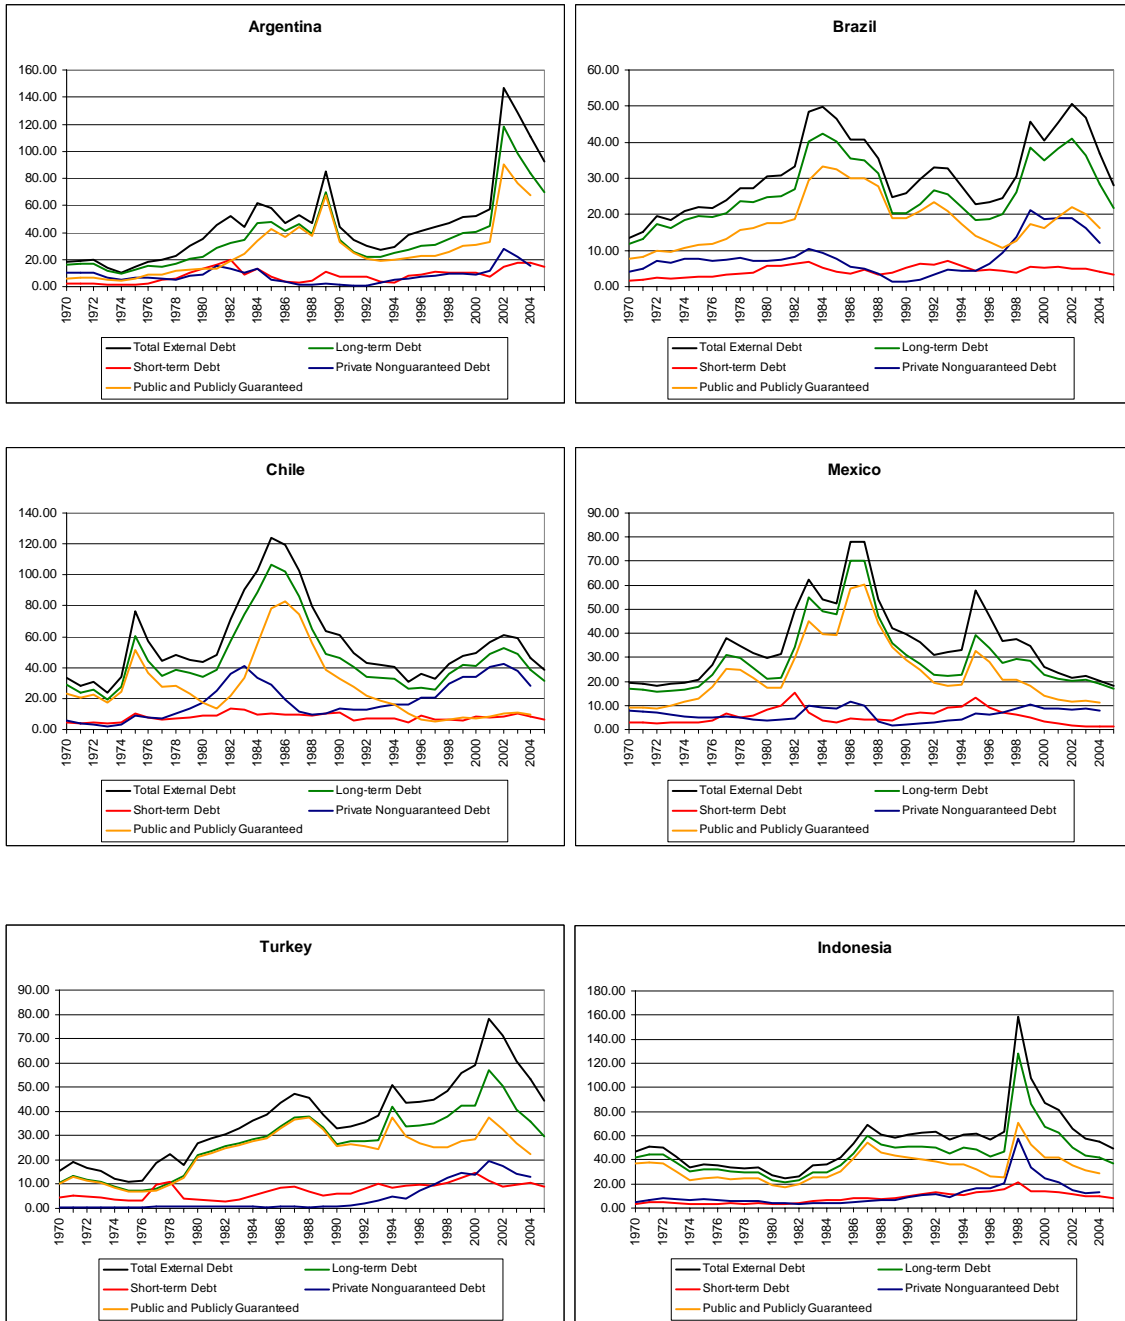 Argentina
160.00
140.00
120.00
100.00
80.00
60.00
40.00
20.00
0.00
1970 1972 1974 1976 1978 1980 1982 1984 1986 1988 1990 1992 1994 1996 1998 2000 2002 2004
Total External Debt Long-term Debt
Short-term Debt Private Nonguaranteed Debt
Public and Publicly Guaranteed
Brazil
60.00
50.00
40.00
30.00
20.00
10.00
0.00
1970 1972 1974 1976 1978 1980 1982 1984 1986 1988 1990 1992 1994 1996 1998 2000 2002 2004
Total External Debt Long-term Debt
Short-term Debt Private Nonguaranteed Debt
Public and Publicly Guaranteed
Chile
140.00
120.00
100.00
80.00
60.00
40.00
20.00
0.00
1970 1972 1974 1976 1978 1980 1982 1984 1986 1988 1990 1992 1994 1996 1998 2000 2002 2004
Total External Debt Long-term Debt
Short-term Debt Private Nonguaranteed Debt
Public and Publicly Guaranteed
Mexico
90.00
80.00
70.00
60.00
50.00
40.00
30.00
20.00
10.00
0.00
1970 1972 1974 1976 1978 1980 1982 1984 1986 1988 1990 1992 1994 1996 1998 2000 2002 2004
Total External Debt Long-term Debt
Short-term Debt Private Nonguaranteed Debt
Public and Publicly Guaranteed
Turkey
90.00
80.00
70.00
60.00
50.00
40.00
30.00
20.00
10.00
0.00
1970 1972 1974 1976 1978 1980 1982 1984 1986 1988 1990 1992 1994 1996 1998 2000 2002 2004
Total External Debt Long-term Debt
Short-term Debt Private Nonguaranteed Debt
Public and Publicly Guaranteed
Indonesia
180.00
160.00
140.00
120.00
100.00
80.00
60.00
40.00
20.00
0.00
1970 1972 1974 1976 1978 1980 1982 1984 1986 1988 1990 1992 1994 1996 1998 2000 2002 2004
Total External Debt Long-term Debt
Short-term Debt Private Nonguaranteed Debt
Public and Publicly Guaranteed